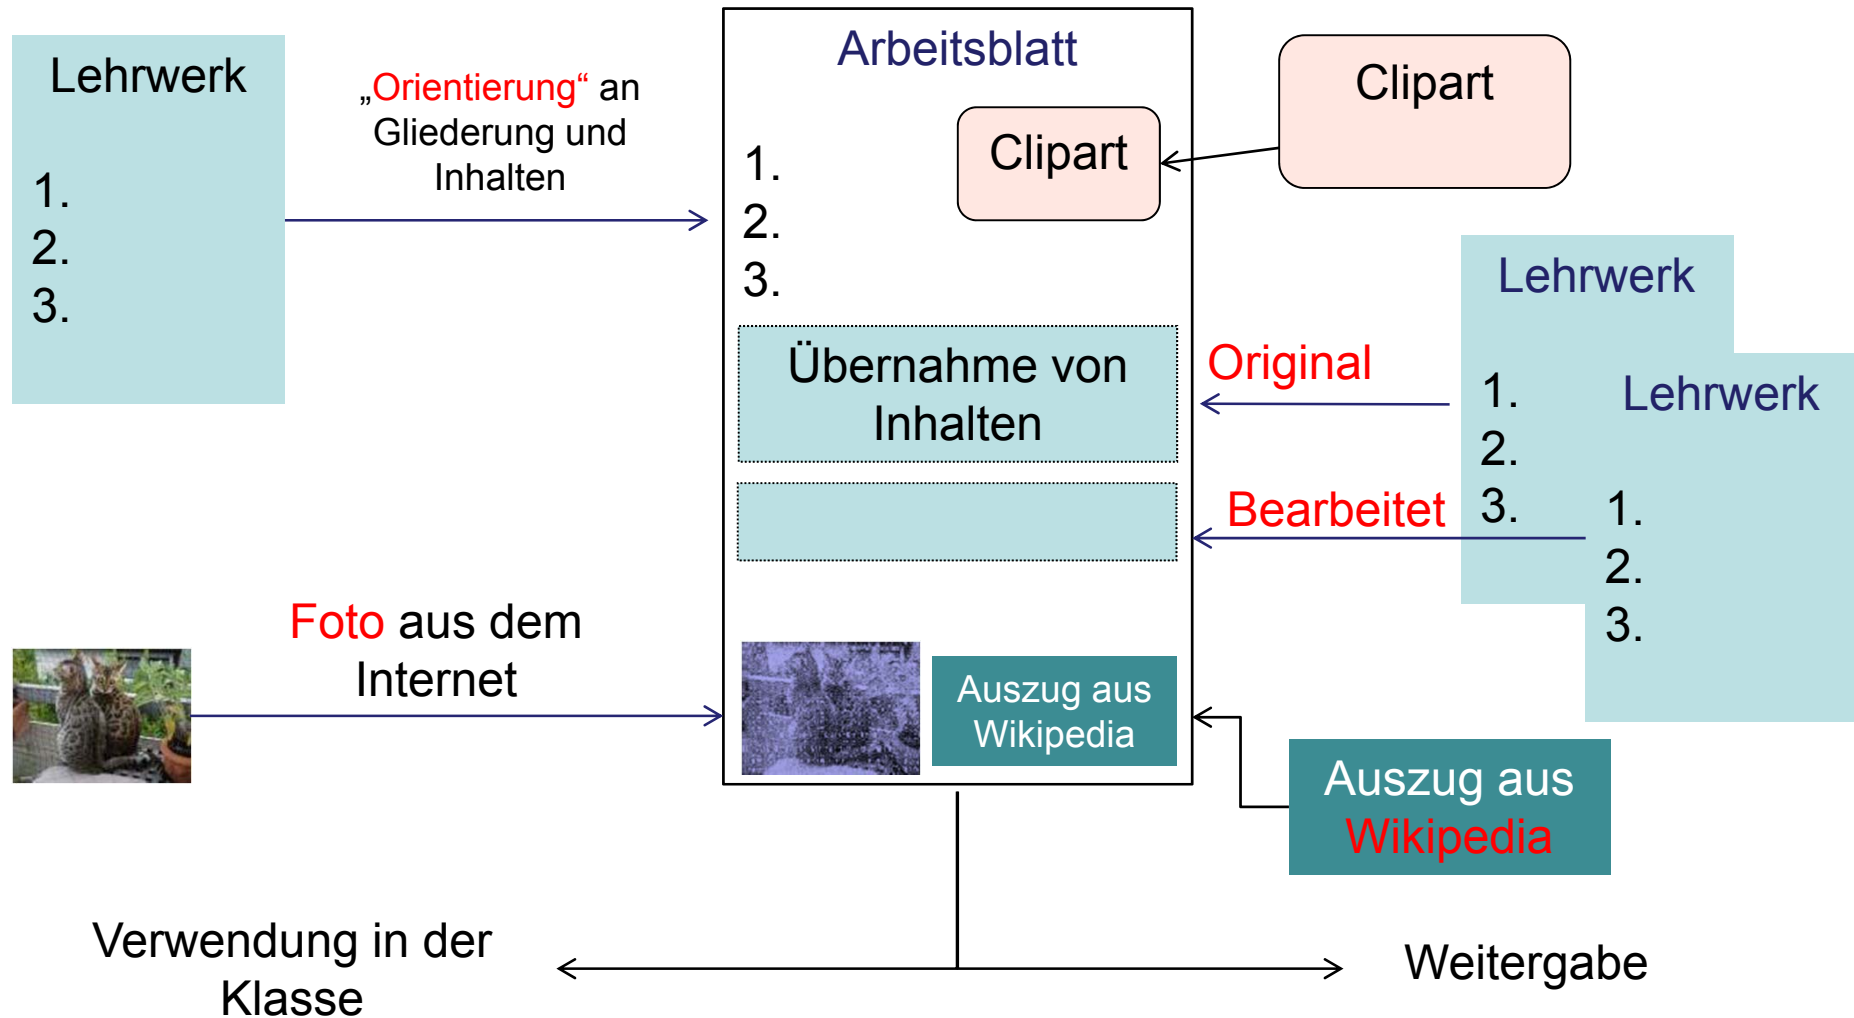 Lehrwerk
1.
2.
3.
„Orientierung“ an
Gliederung und
Inhalten
Arbeitsblatt
Clipart
1.
2.
3.
Clipart
Übernahme von
Inhalten
Original
Bearbeitet
Lehrwerk
1.
2.
3.
Lehrwerk
1.
2.
3.
Foto aus dem
Internet
Auszug aus
Wikipedia
Auszug aus
Wikipedia
Verwendung in der
Klasse
Weitergabe